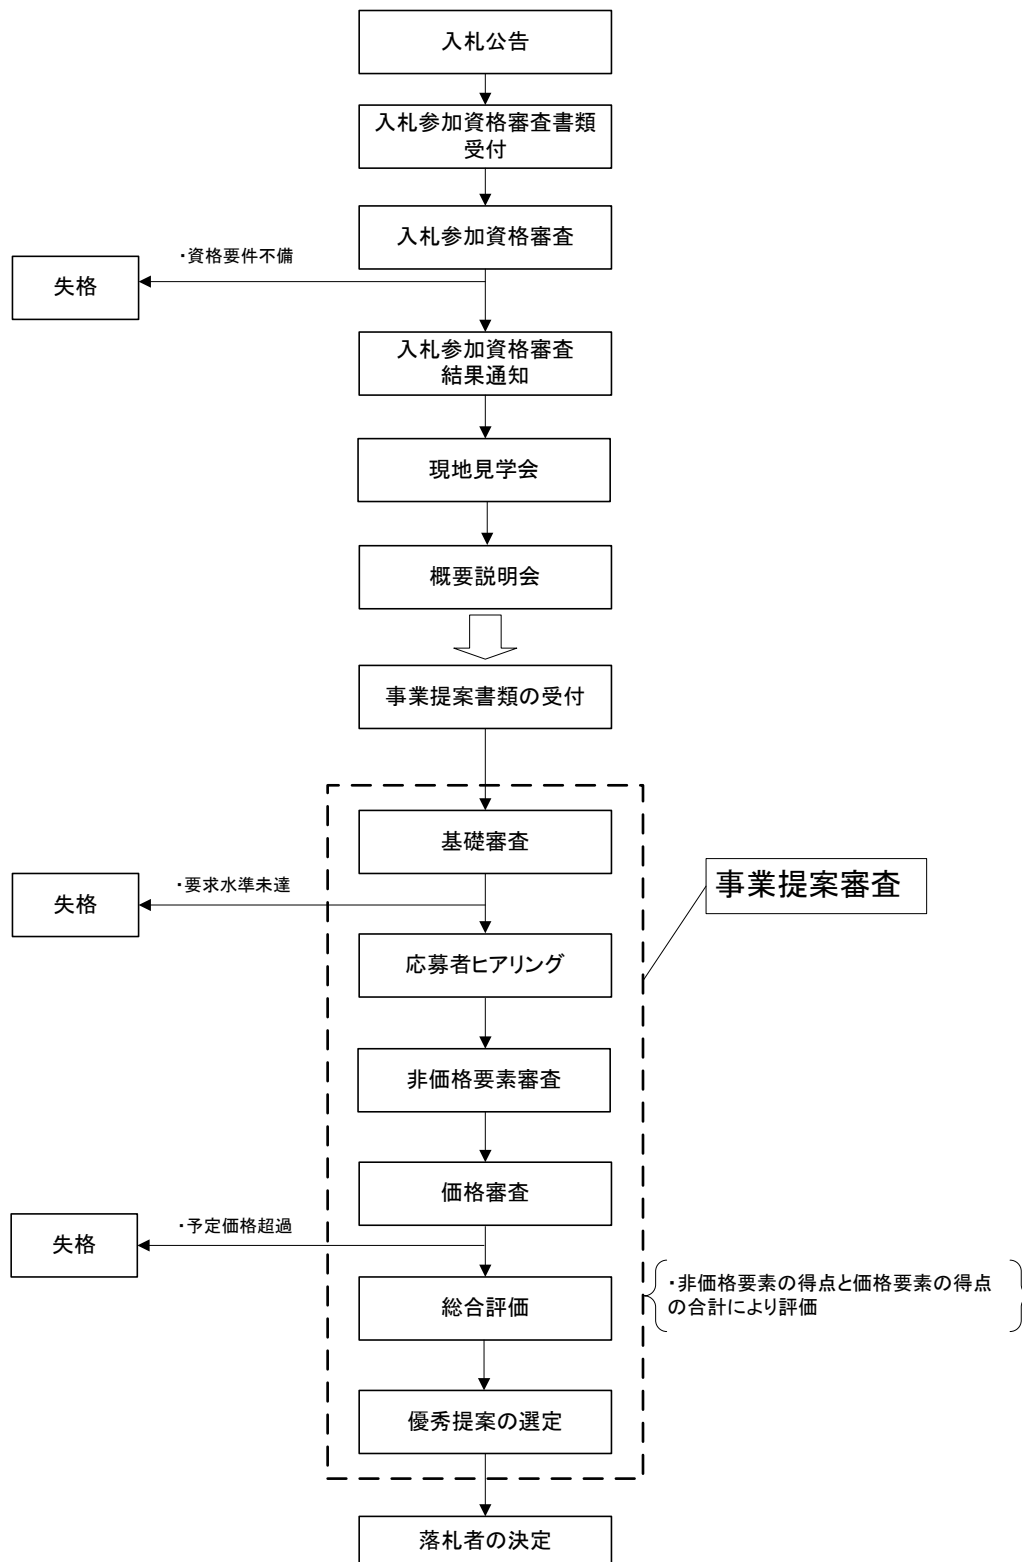 入札公告
入札参加資格審査書類
受付
入札参加資格審査
・資格要件不備
失格
入札参加資格審査
結果通知
現地見学会
概要説明会
事業提案書類の受付
基礎審査
・要求水準未達
失格
事業提案審査
応募者ヒアリング
非価格要素審査
価格審査
・予定価格超過
失格
総合評価
・非価格要素の得点と価格要素の得点
の合計により評価
優秀提案の選定
落札者の決定